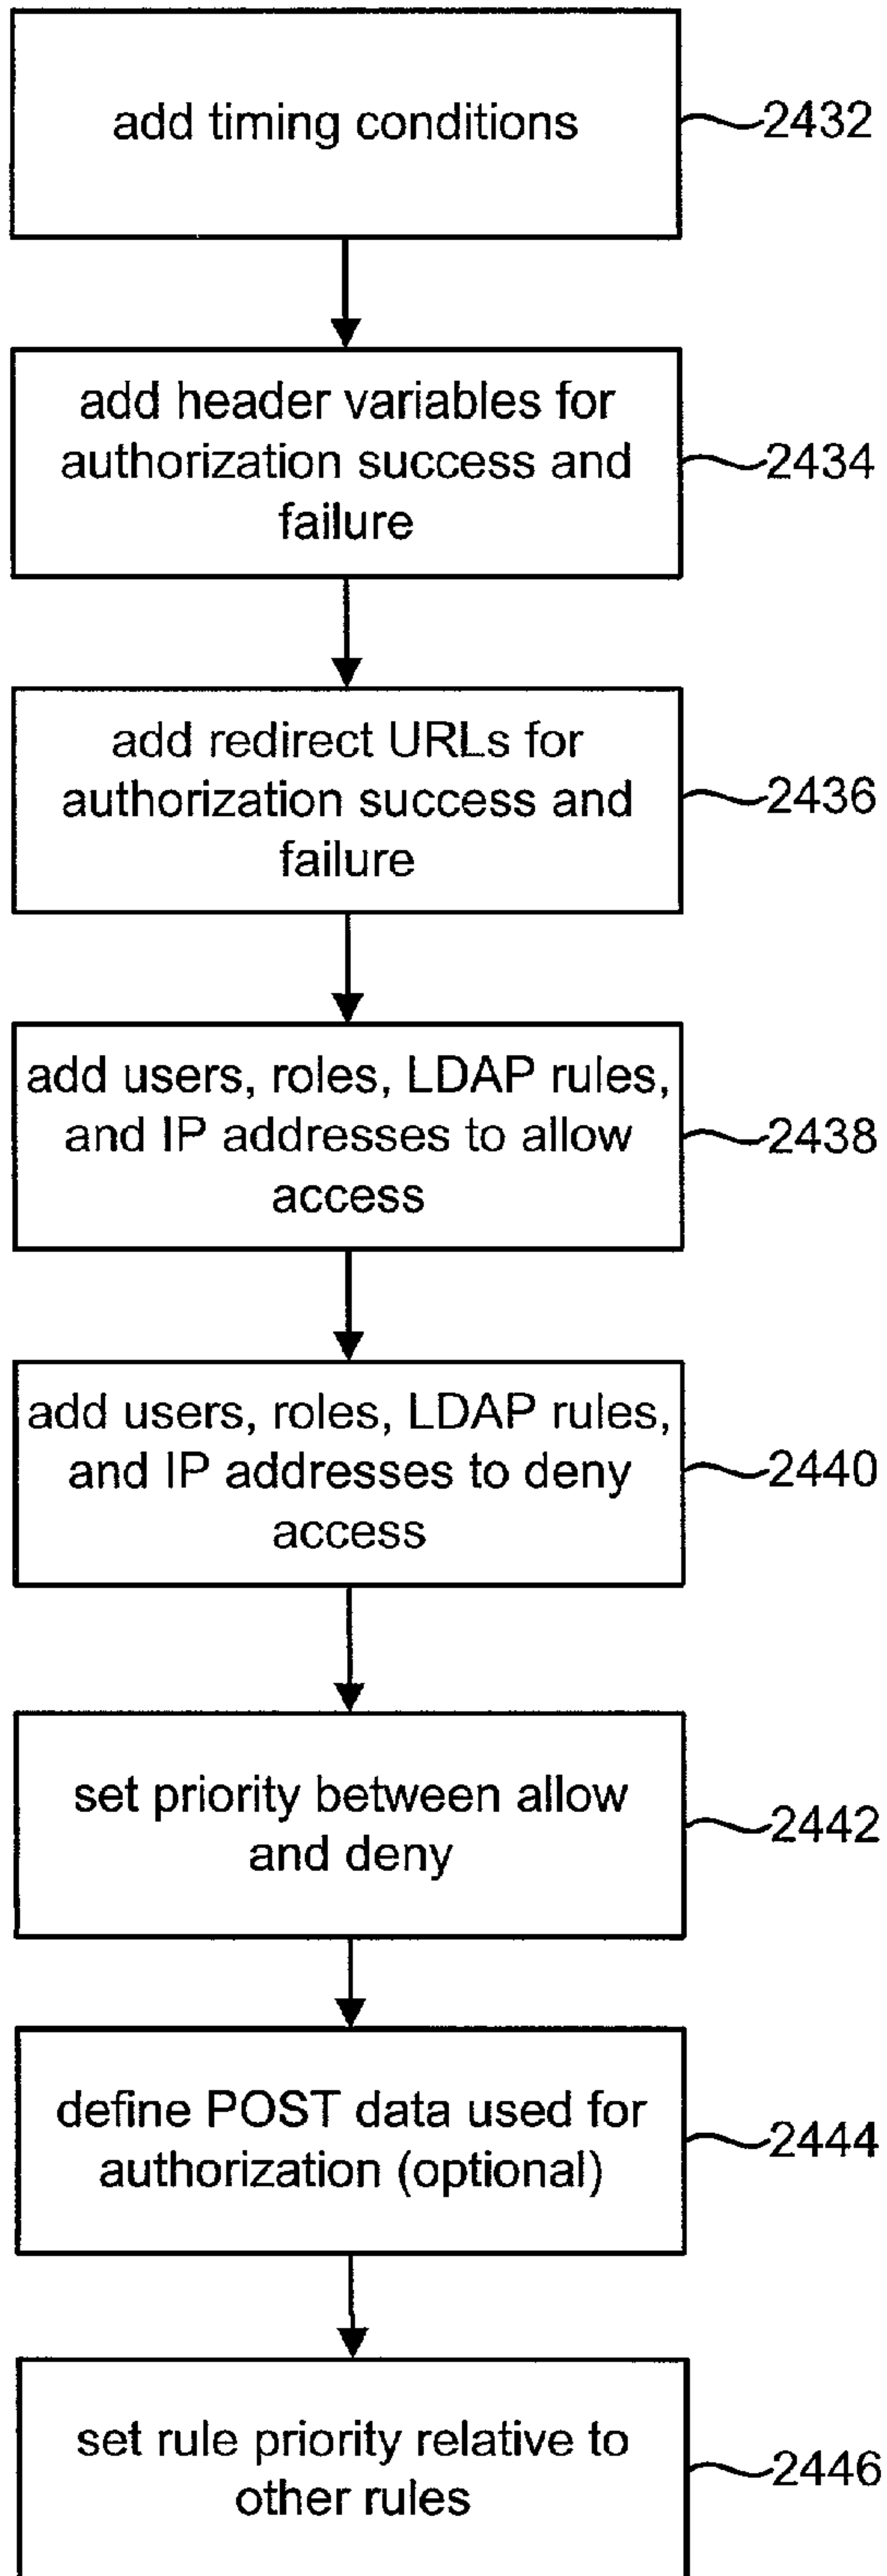 add timing conditions
2432
add header variables for
authorization success and
failure
2434
add redirect URLs for
authorization success and
failure
2436
add users, roles, LDAP rules,
and IP addresses to allow
access
2438
add users, roles, LDAP rules,
and IP addresses to deny
access
2440
set priority between allow
and deny
2442
define POST data used for
authorization (optional)
2444
set rule priority relative to
other rules
2446